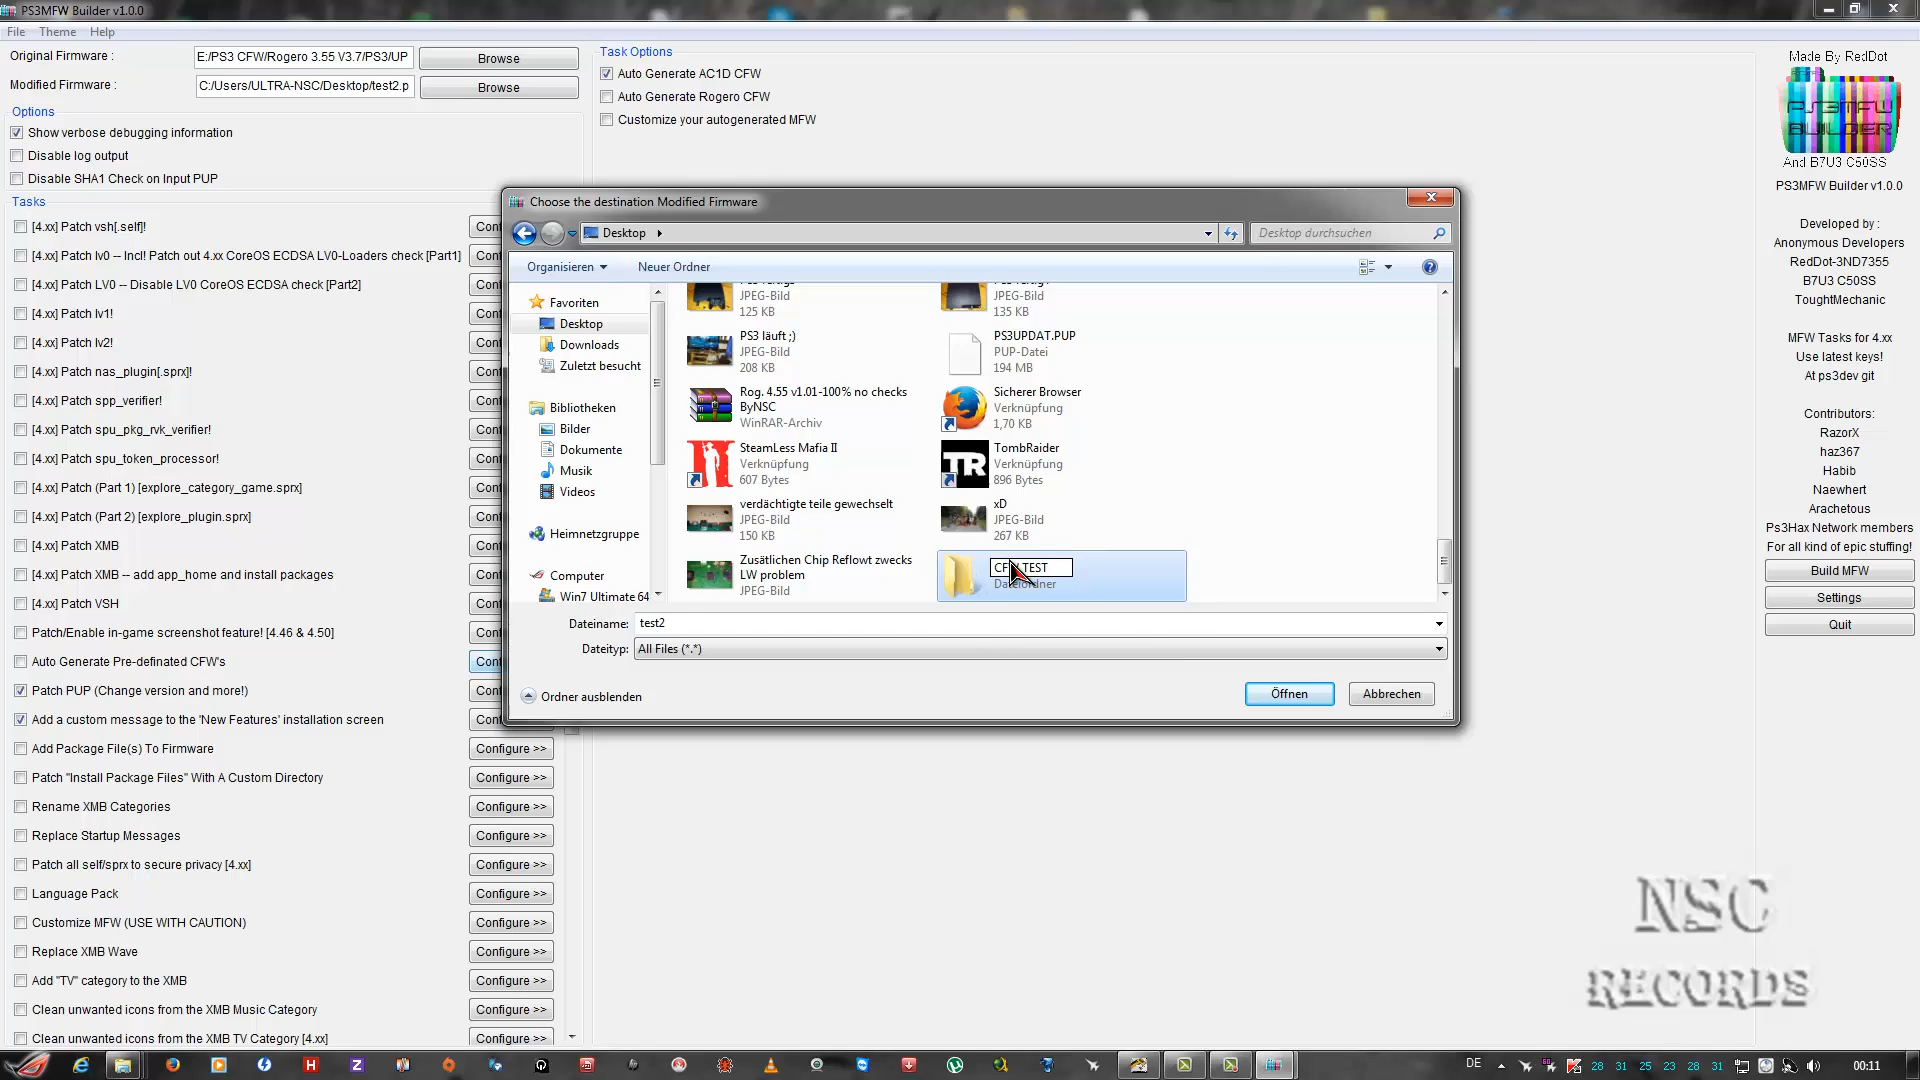 PS3MFW Builder v1.0.0
File Theme Help
Original Firmware :
E:/PS3 CFW/Rogero 3.55 V3.7/PS3/UP
Browse
Modified Firmware :
C:/Users/ULTRA-NSC/Desktop/test2.p
Browse
Options
Show verbose debugging information
Disable log output
Disable SHA1 Check on Input PUP
Tasks
[4.xx] Patch vsh[.self]!
[4.xx] Patch lv0 -- Incl! Patch out 4.xx CoreOS ECDSA LV0-Loaders check [Part1]
[4.xx] Patch LV0 -- Disable LV0 CoreOS ECDSA check [Part2]
[4.xx] Patch lv1!
[4.xx] Patch lv2!
[4.xx] Patch nas_plugin[.sprx]!
[4.xx] Patch spp_verifier!
[4.xx] Patch spu_pkg_rvk_verifier!
[4.xx] Patch spu_token_processor!
[4.xx] Patch (Part 1) [explore_category_game.sprx]
[4.xx] Patch (Part 2) [explore_plugin.sprx]
[4.xx] Patch XMB
[4.xx] Patch XMB -- add app_home and install packages
[4.xx] Patch VSH
Patch/Enable in-game screenshot feature! [4.46 & 4.50]
Auto Generate Pre-definated CFW's
Patch PUP (Change version and more!)
Add a custom message to the 'New Features' installation screen
Add Package File(s) To Firmware
Configure >>
Patch "Install Package Files" With A Custom Directory
Configure >>
Rename XMB Categories
Configure >>
Replace Startup Messages
Configure >>
Patch all self/sprx to secure privacy [4.xx]
Configure >>
Language Pack
Configure >>
Customize MFW (USE WITH CAUTION)
Configure >>
Replace XMB Wave
Configure >>
Add "TV" category to the XMB
Configure >>
Clean unwanted icons from the XMB Music Category
Configure >>
Clean unwanted icons from the XMB TV Category [4.xx]
Configure >>
Task Options
Auto Generate AC1D CFW
Auto Generate Rogero CFW
Customize your autogenerated MFW
Choose the destination Modified Firmware
Desktop
Desktop durchsuchen
Organisieren
Neuer Ordner
Favoriten
Desktop
Downloads
Zuletzt besucht
Bibliotheken
Bilder
Dokumente
Musik
Videos
Heimnetzgruppe
Computer
Win7 Ultimate 64
JPEG-Bild
125 KB
JPEG-Bild
135 KB
PS3 läuft ;)
JPEG-Bild
208 KB
PS3UPDAT.PUP
PUP-Datei
194 MB
Rog. 4.55 v1.01-100% no checks
ByNSC
WinRAR-Archiv
Sicherer Browser
Verknüpfung
1,70 KB
SteamLess Mafia II
Verknüpfung
607 Bytes
TR
TombRaider
Verknüpfung
896 Bytes
verdächtigte teile gewechselt
JPEG-Bild
150 KB
xD
JPEG-Bild
267 KB
Zusätlichen Chip Reflowt zwecks
LW problem
JPEG-Bild
TEST
Dateiordner
Dateiname:
test2
Dateityp:
All Files (*.*)
Ordner ausblenden
Öffnen
Abbrechen
Made By RedDot
PS3MFW
BUILDER
And B7U3 C50SS
PS3MFW Builder v1.0.0
Developed by :
Anonymous Developers
RedDot-3ND7355
B7U3 C50SS
ToughtMechanic
MFW Tasks for 4.xx
Use latest keys!
At ps3dev git
Contributors:
RazorX
haz367
Habib
Naewhert
Arachetous
Ps3Hax Network members
For all kind of epic stuffing!
Build MFW
Settings
Quit
NSC
RECORDS
DE
28 31 25 23 28 31
00:11